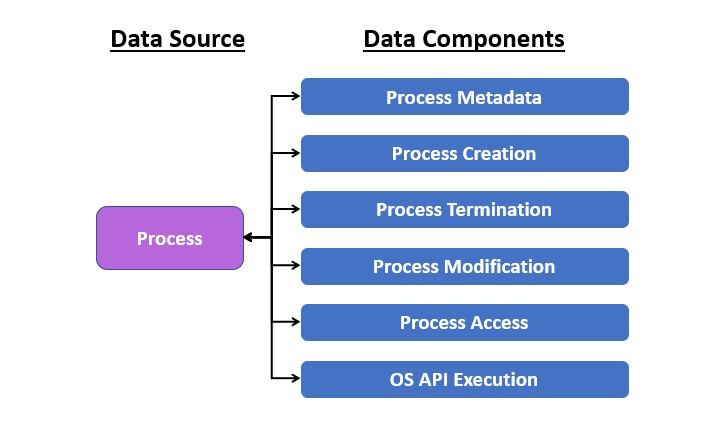 Data Source
Data Components
Process Metadata
Process Creation
Process Termination
Process
Process Modification
Process Access
OS API Execution